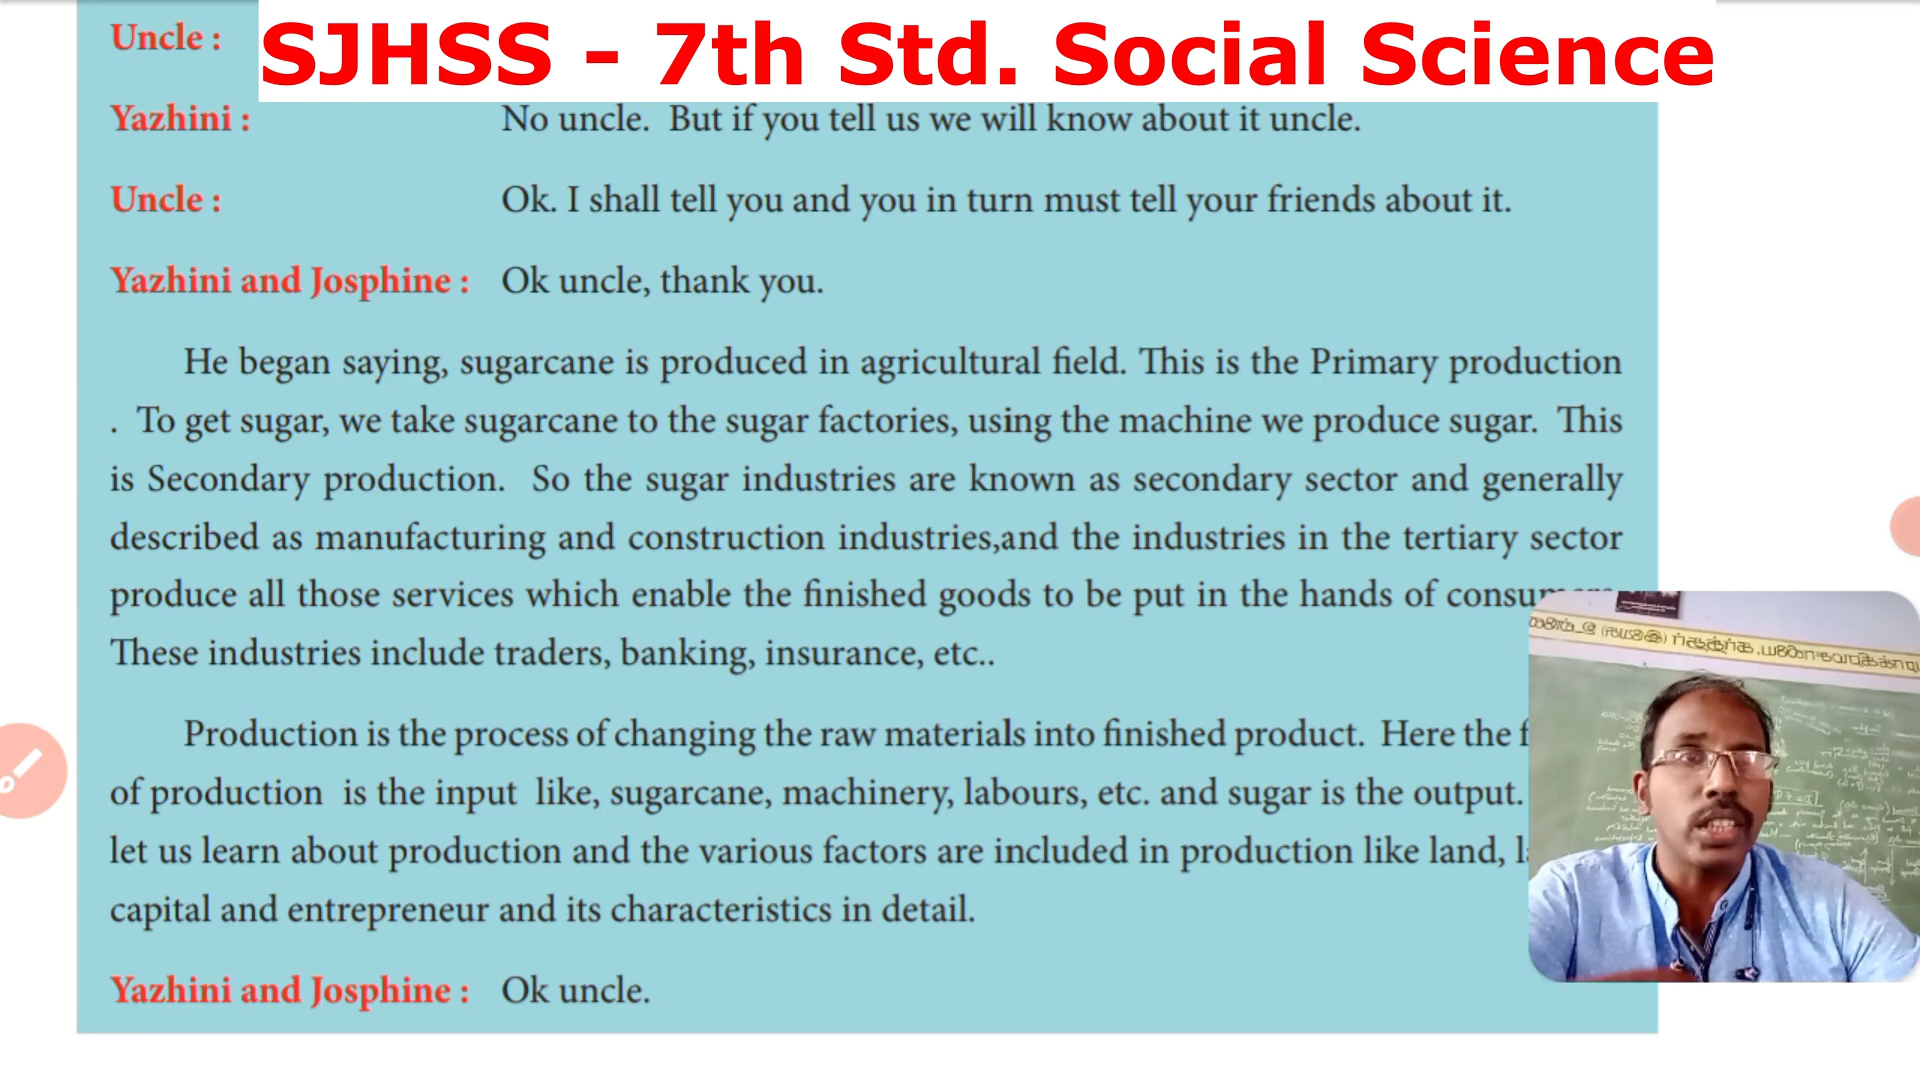 SJHSS - 7th Std. Social Science
Uncle :
Yazhini : No uncle. But if you tell us we will know about it uncle.
Uncle : Ok. I shall tell you and you in turn must tell your friends about it.
Yazhini and Josphine : Ok uncle, thank you.
He began saying, sugarcane is produced in agricultural field. This is the Primary production
. To get sugar, we take sugarcane to the sugar factories, using the machine we produce sugar. This
is Secondary production. So the sugar industries are known as secondary sector and generally
described as manufacturing and construction industries,and the industries in the tertiary sector
produce all those services which enable the finished goods to be put in the hands of
These industries include traders, banking, insurance, etc..
Production is the process of changing the raw materials into finished product. Here the
of production is the input like, sugarcane, machinery, labours, etc. and sugar is the output.
let us learn about production and the various factors are included in production like land,
capital and entrepreneur and its characteristics in detail.
Yazhini and Josphine : Ok uncle.